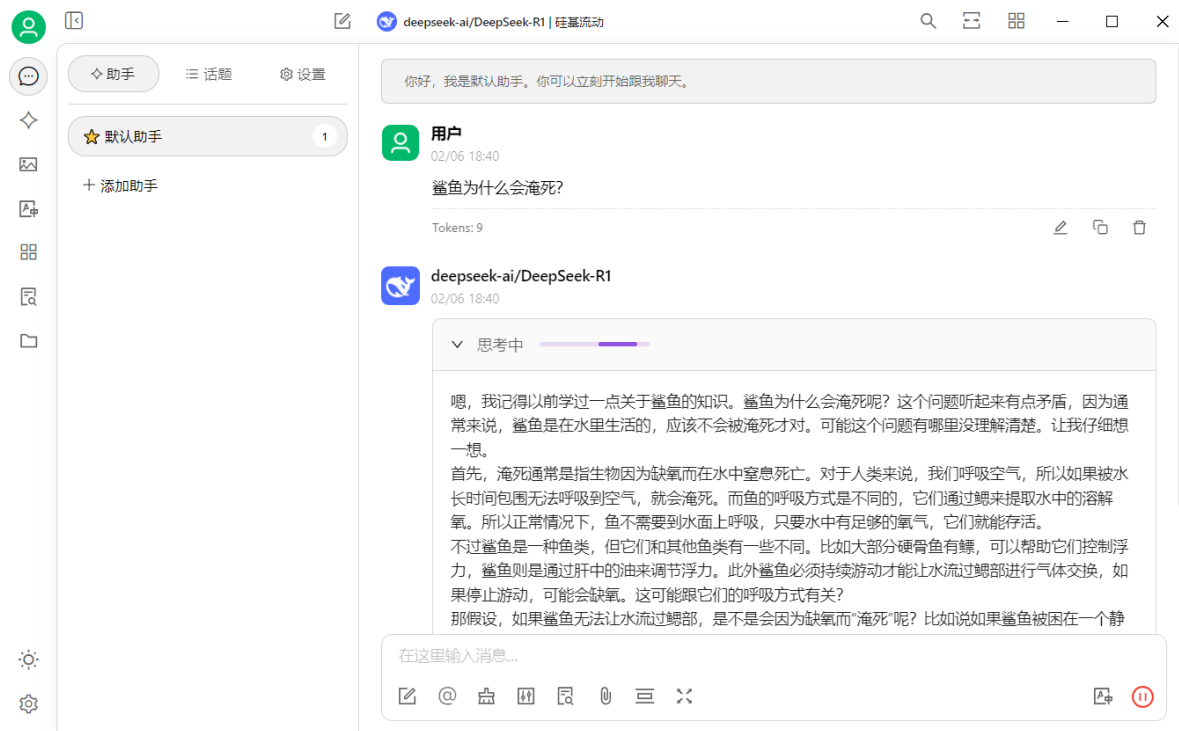 deepseek-ai/DeepSeek-R1 | 硅基流动
助手
话题
设置
默认助手
1
添加助手
你好，我是默认助手。你可以立刻开始跟我聊天。
用户
02/06 18:40
鲨鱼为什么会淹死？
Tokens: 9
deepseek-ai/DeepSeek-R1
02/06 18:40
思考中
嗯，我记得以前学过一点关于鲨鱼的知识。鲨鱼为什么会淹死呢？这个问题听起来有点矛盾，因为通
常来说，鲨鱼是在水里生活的，应该不会被淹死才对。可能这个问题有哪里没理解清楚。让我仔细想
一想。
首先，淹死通常是指生物因为缺氧而在水中窒息死亡。对于人类来说，我们呼吸空气，所以如果被水
长时间包围无法呼吸到空气，就会淹死。而鱼的呼吸方式是不同的，它们通过鳃来提取水中的溶解
氧。所以正常情况下，鱼不需要到水面上呼吸，只要水中有足够的氧气，它们就能存活。
不过鲨鱼是一种鱼类，但它们和其他鱼类有一些不同。比如大部分硬骨鱼有鳔，可以帮助它们控制浮
力，鲨鱼则是通过肝中的油来调节浮力。此外鲨鱼必须持续游动才能让水流过鳃部进行气体交换，如
果停止游动，可能会缺氧。这可能跟它们的呼吸方式有关？
那假设，如果鲨鱼无法让水流过鳃部，是不是会因为缺氧而“淹死”呢？比如说如果鲨鱼被困在一个静
在这里输入消息...